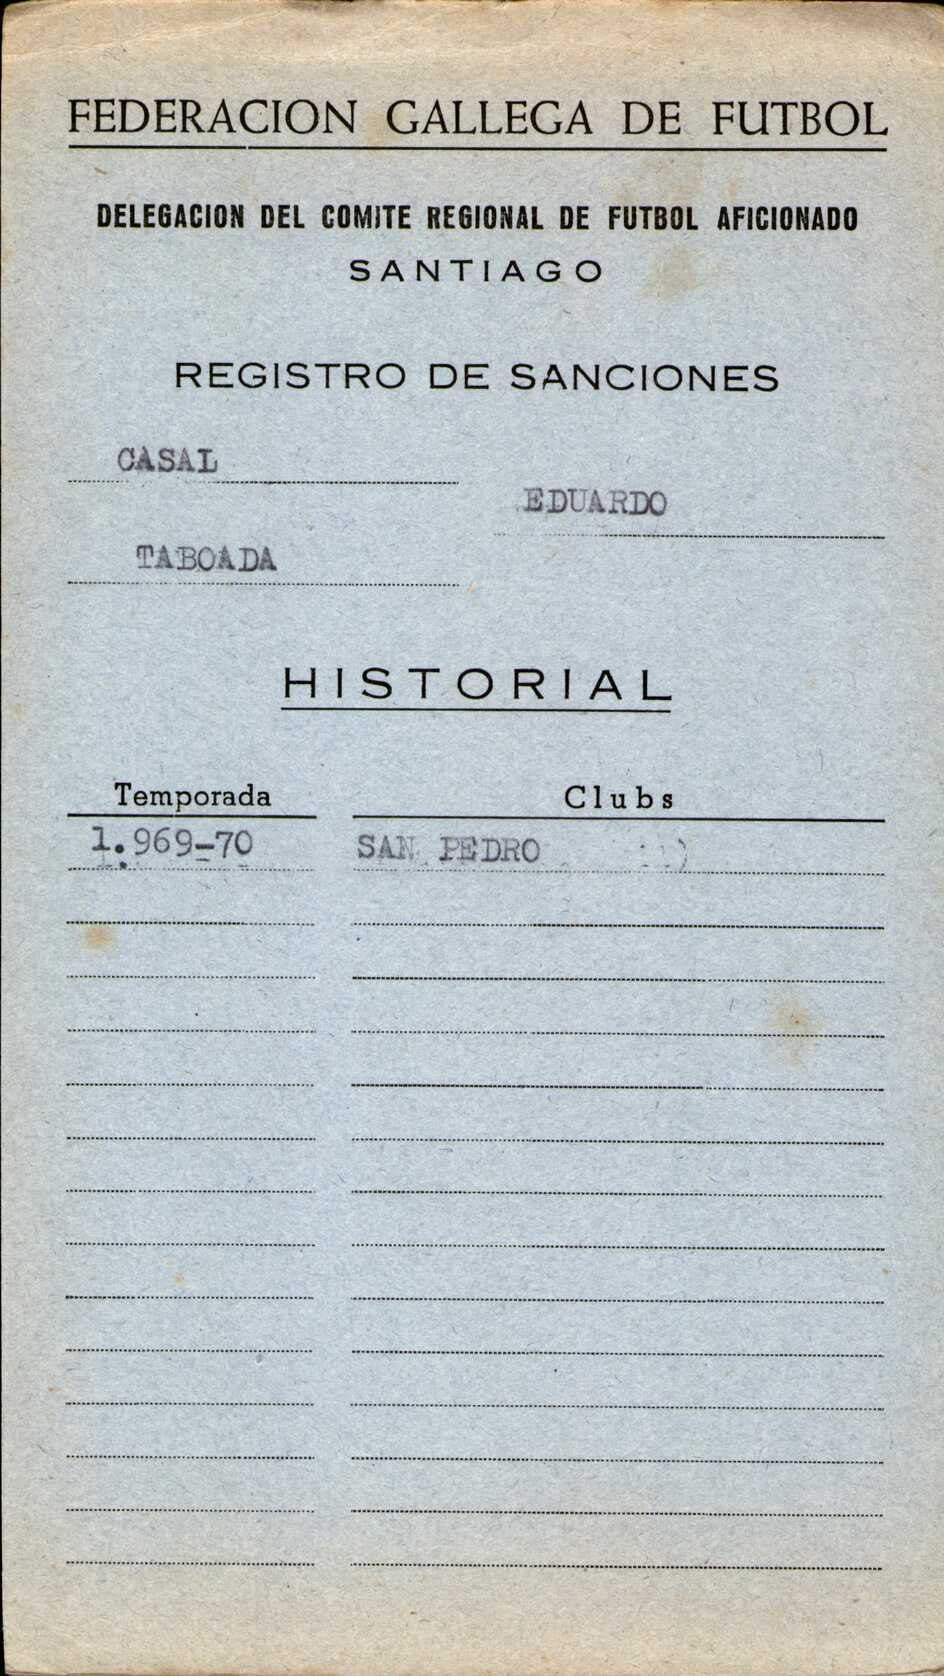 FEDERACION GALLEGA DE FUTBOL
DELEGACION DEL COMITE REGIONAL DE FUTBOL AFICIONADO
SANTIAGO
REGISTRO DE SANCIONES
CASAL
EDUARDO
TABOADA
HISTORIAL
Temporada Clubs
1.969-70 SAN PEDRO